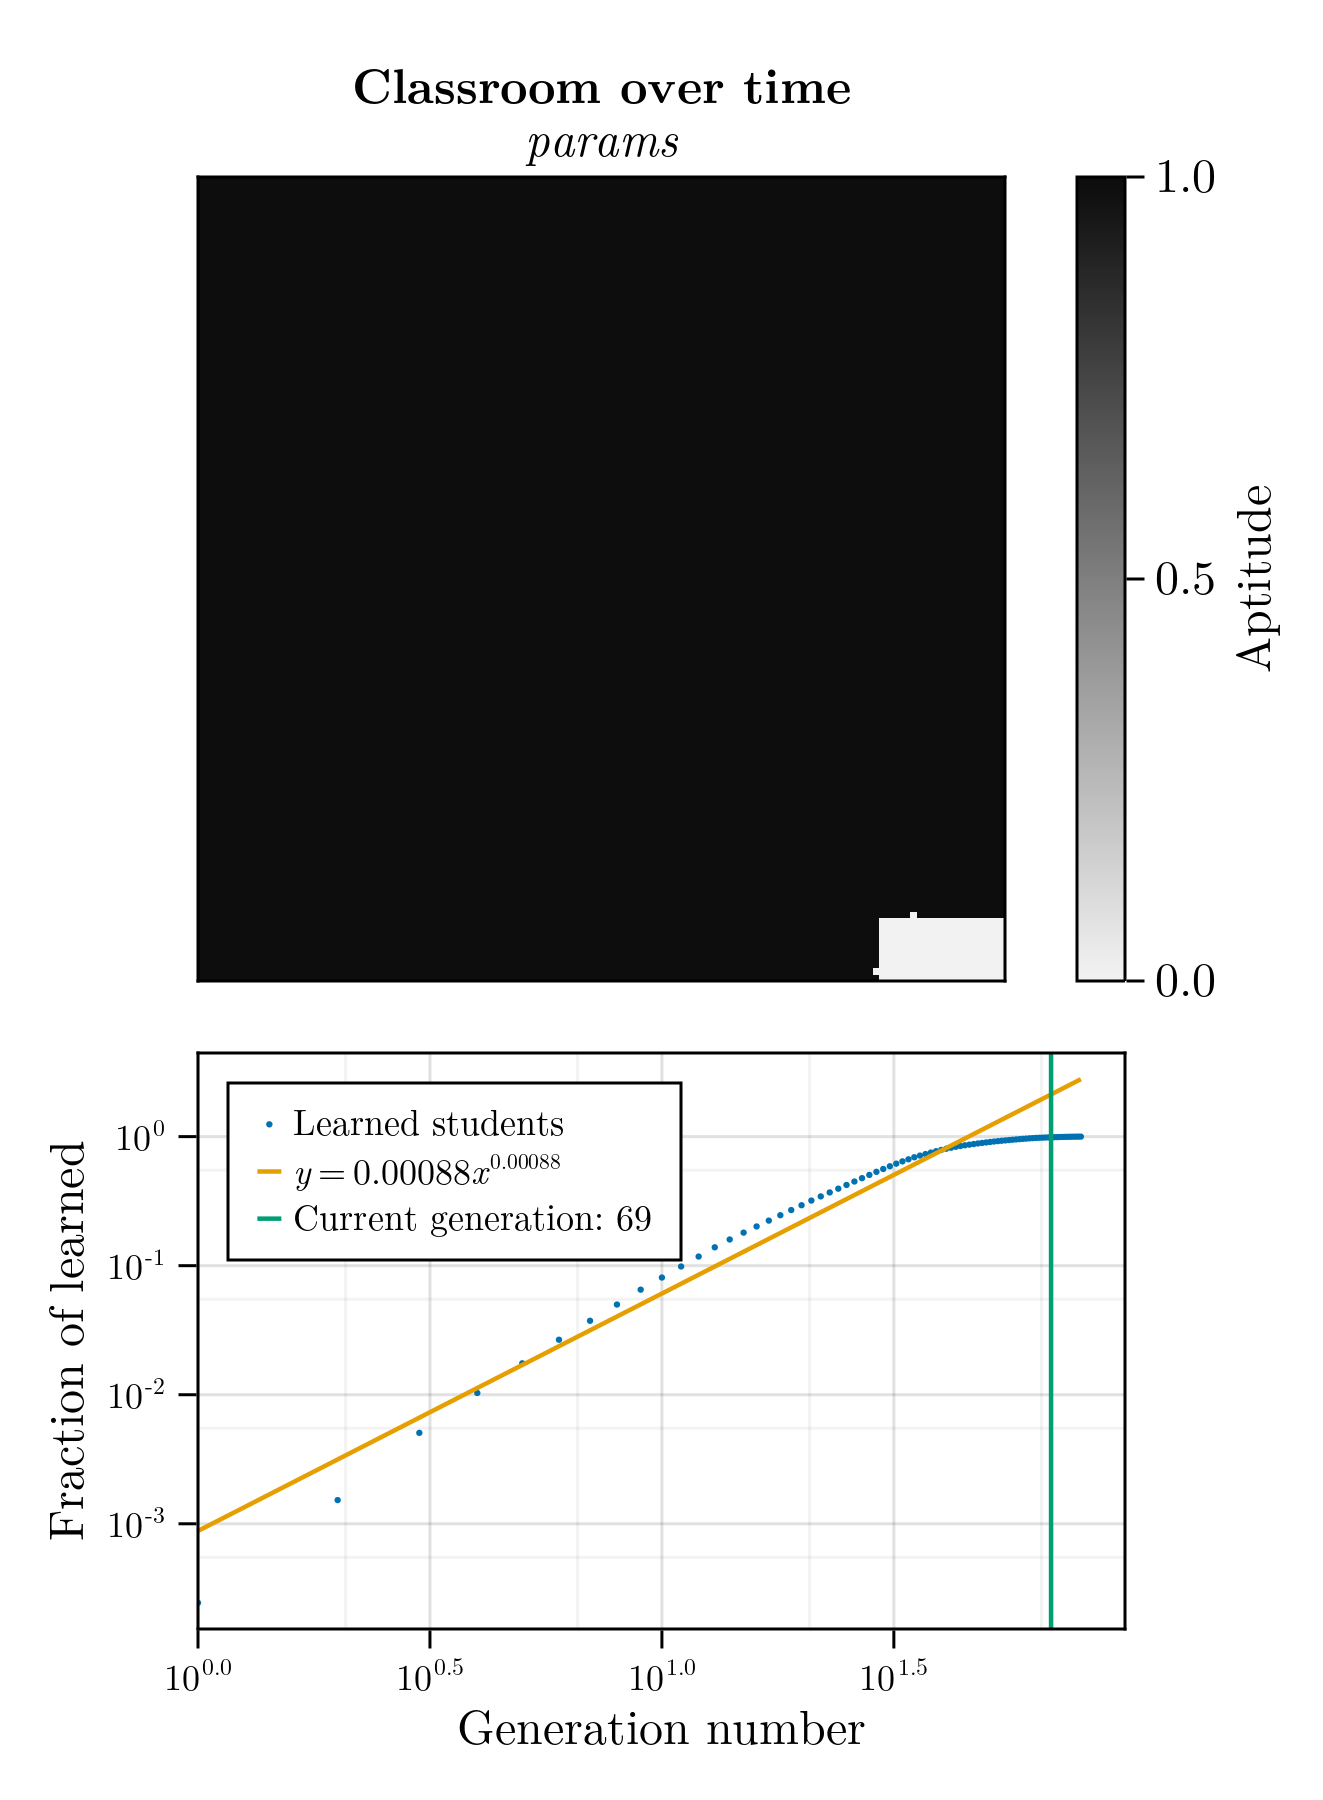 Classroom over time
params
1.0
0.5
0.0
Aptitude
Learned students
y = 0.00088x^0.00088
Current generation: 69
10^0
10^-1
10^-2
10^-3
Fraction of learned
10^0.0 10^0.5 10^1.0 10^1.5
Generation number